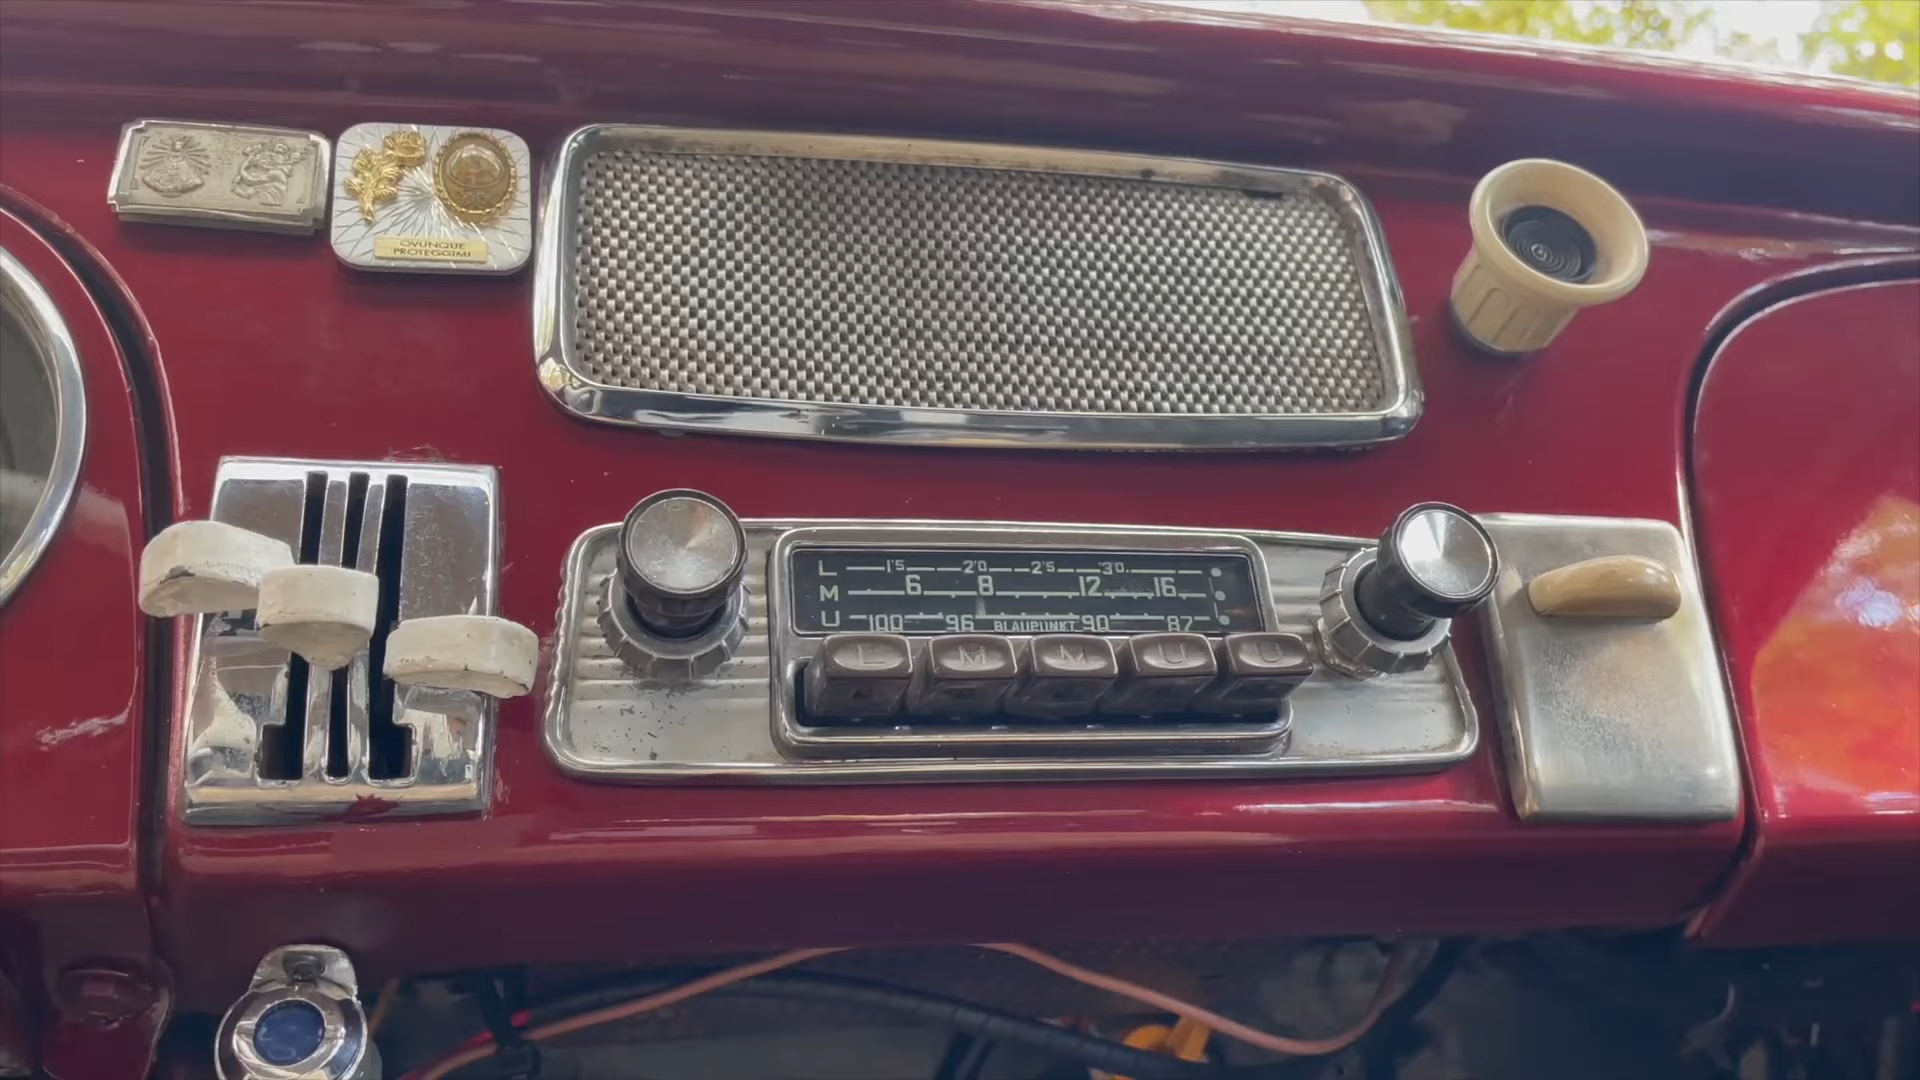 OVUNQUE
PROTEGGIMI
L 1'5 2'0 2'5 3'0
M 6 8 12 16
U 100 96 BLAUPUNKT 90 87
L M M U U